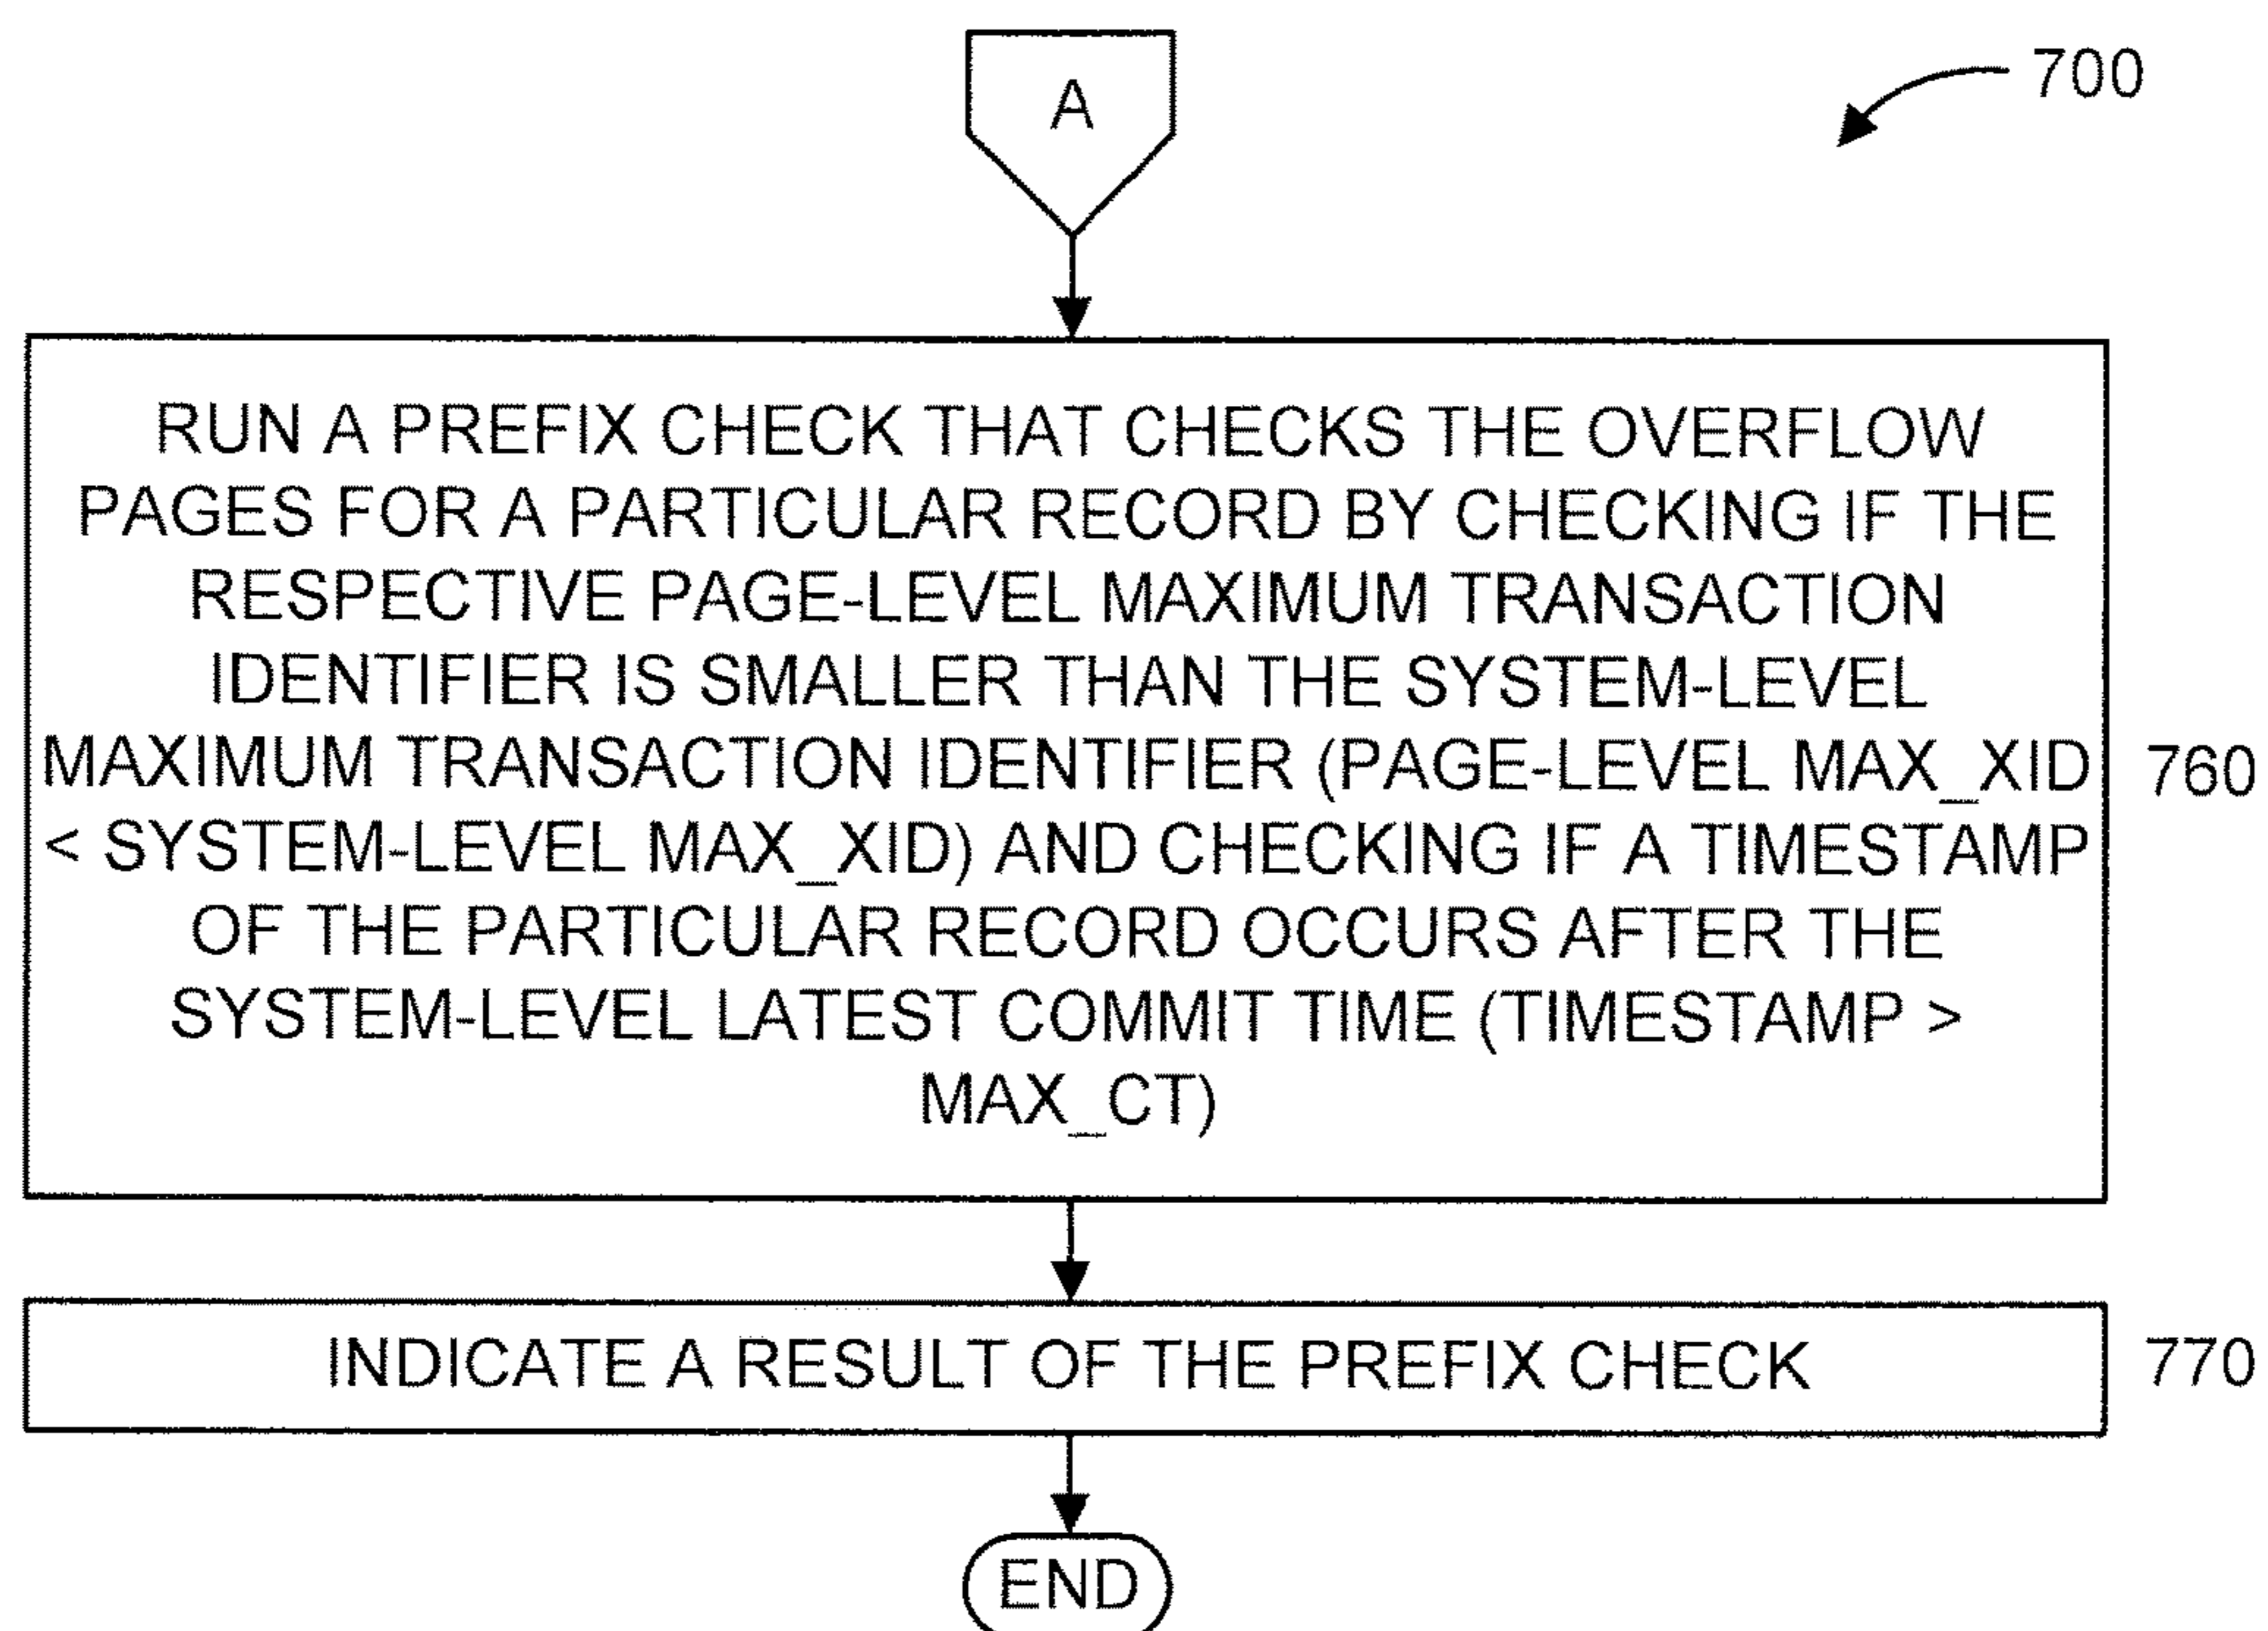 A
700
RUN A PREFIX CHECK THAT CHECKS THE OVERFLOW
PAGES FOR A PARTICULAR RECORD BY CHECKING IF THE
RESPECTIVE PAGE-LEVEL MAXIMUM TRANSACTION
IDENTIFIER IS SMALLER THAN THE SYSTEM-LEVEL
MAXIMUM TRANSACTION IDENTIFIER (PAGE-LEVEL MAX_XID
< SYSTEM-LEVEL MAX_XID) AND CHECKING IF A TIMESTAMP
OF THE PARTICULAR RECORD OCCURS AFTER THE
SYSTEM-LEVEL LATEST COMMIT TIME (TIMESTAMP >
MAX_CT)
760
INDICATE A RESULT OF THE PREFIX CHECK
770
END